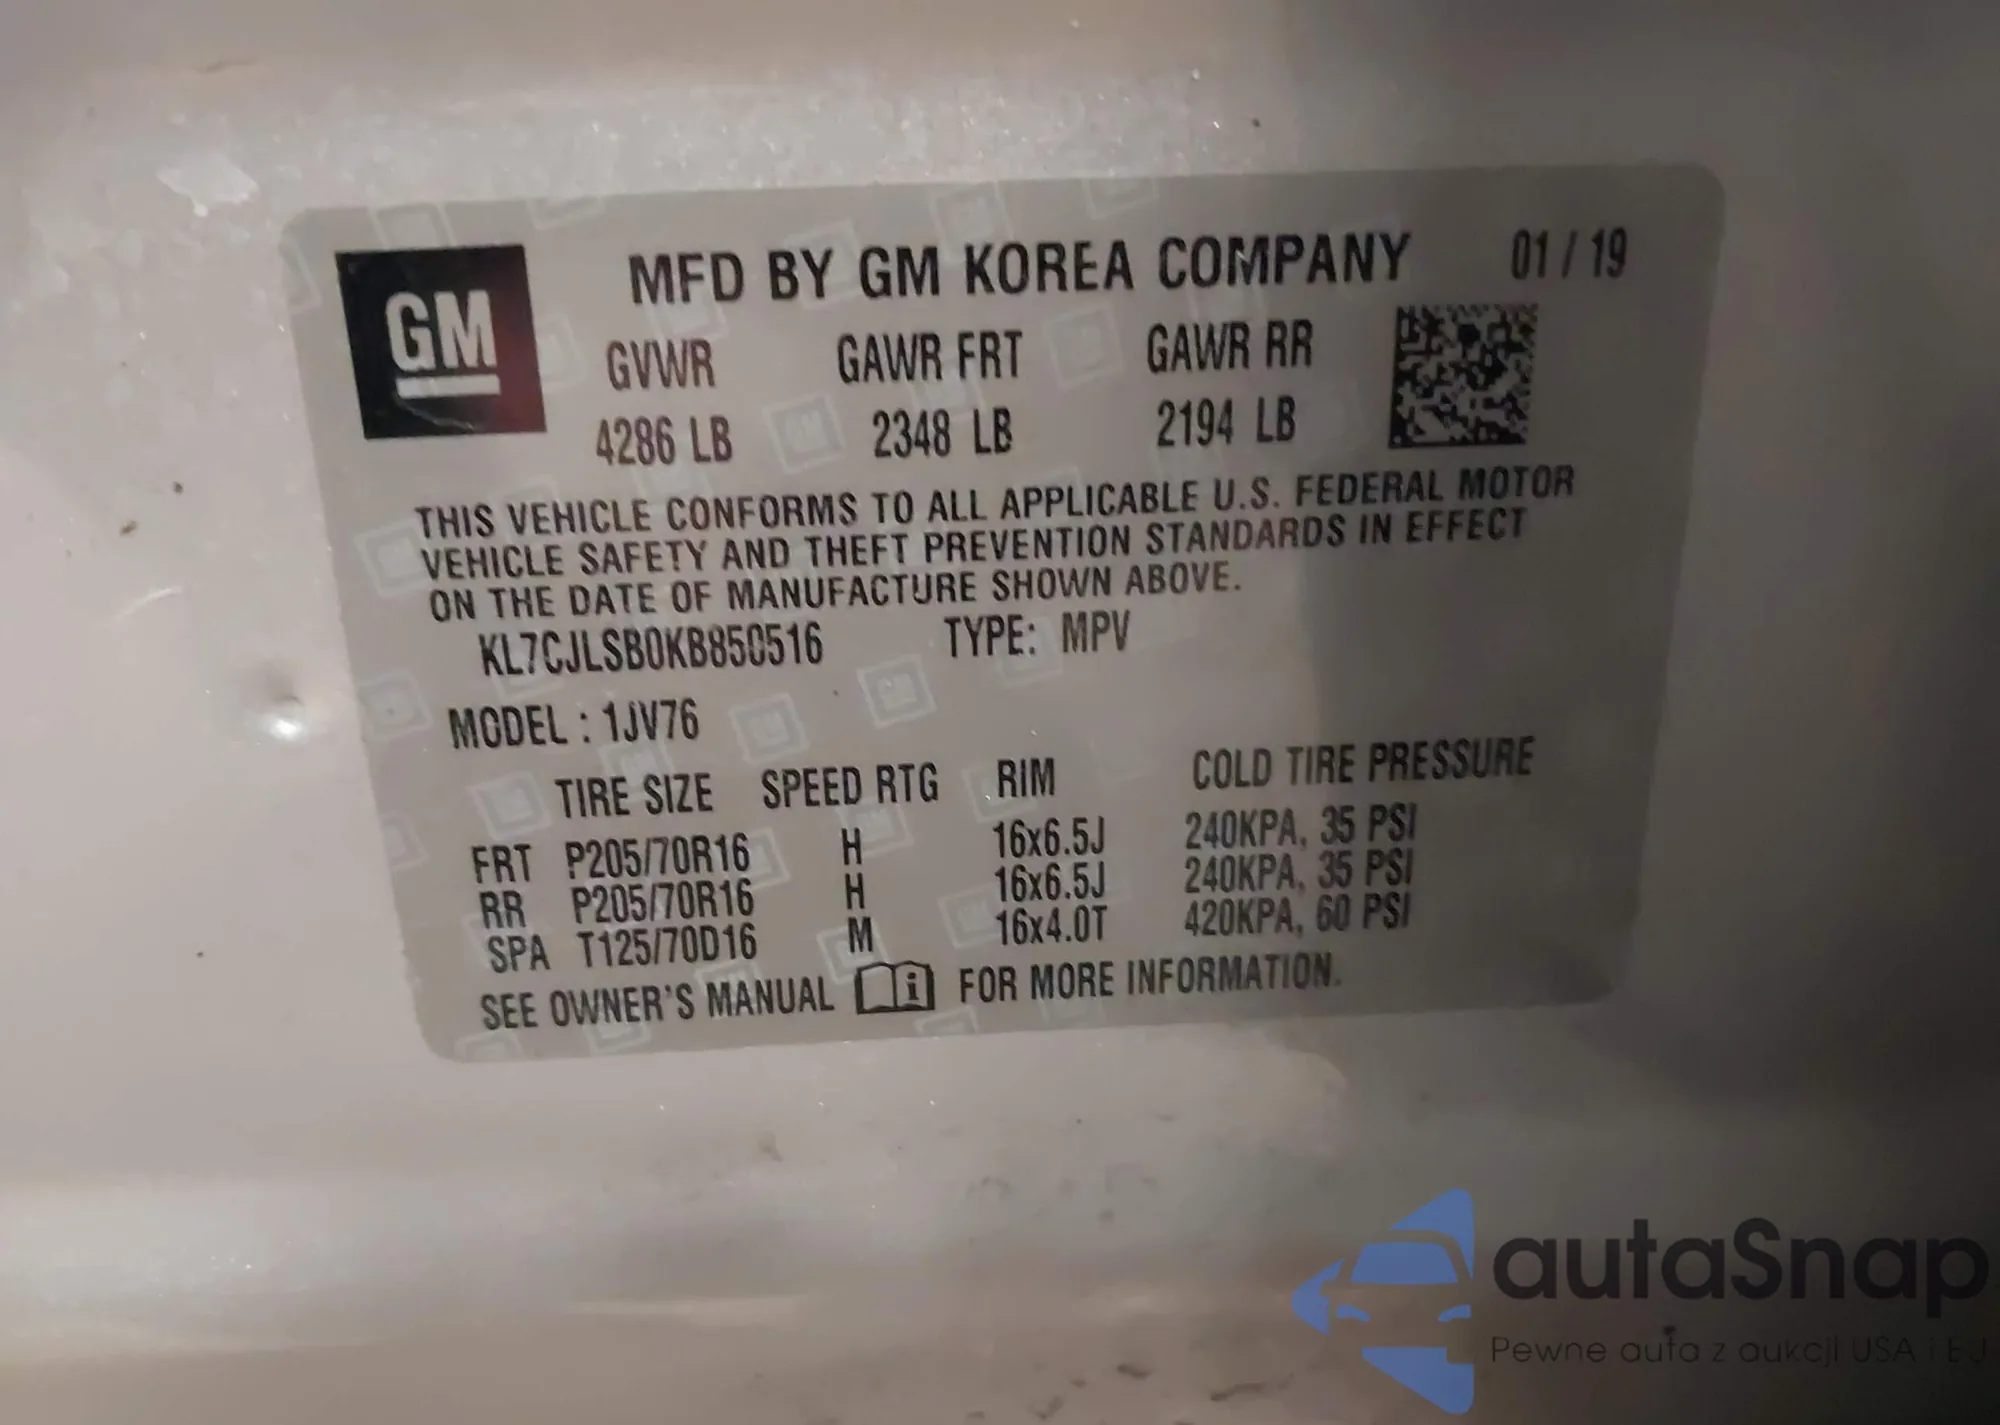 GM
MFD BY GM KOREA COMPANY 01 / 19
GVWR GAWR FRT GAWR RR
4286 LB 2348 LB 2194 LB
THIS VEHICLE CONFORMS TO ALL APPLICABLE U.S. FEDERAL MOTOR
VEHICLE SAFETY AND THEFT PREVENTION STANDARDS IN EFFECT
ON THE DATE OF MANUFACTURE SHOWN ABOVE.
KL7CJLSB0KB850516 TYPE: MPV
MODEL : 1JV76
TIRE SIZE SPEED RTG RIM COLD TIRE PRESSURE
FRT P205/70R16 H 16x6.5J 240KPA, 35 PSI
RR P205/70R16 H 16x6.5J 240KPA, 35 PSI
SPA T125/70D16 M 16x4.0T 420KPA, 60 PSI
SEE OWNER'S MANUAL i FOR MORE INFORMATION.
autaSnap
Pewne auta z aukcji USA i EU